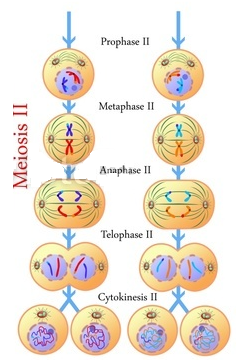 Meiosis II
Prophase II
Metaphase II
Anaphase II
Telophase II
Cytokinesis II